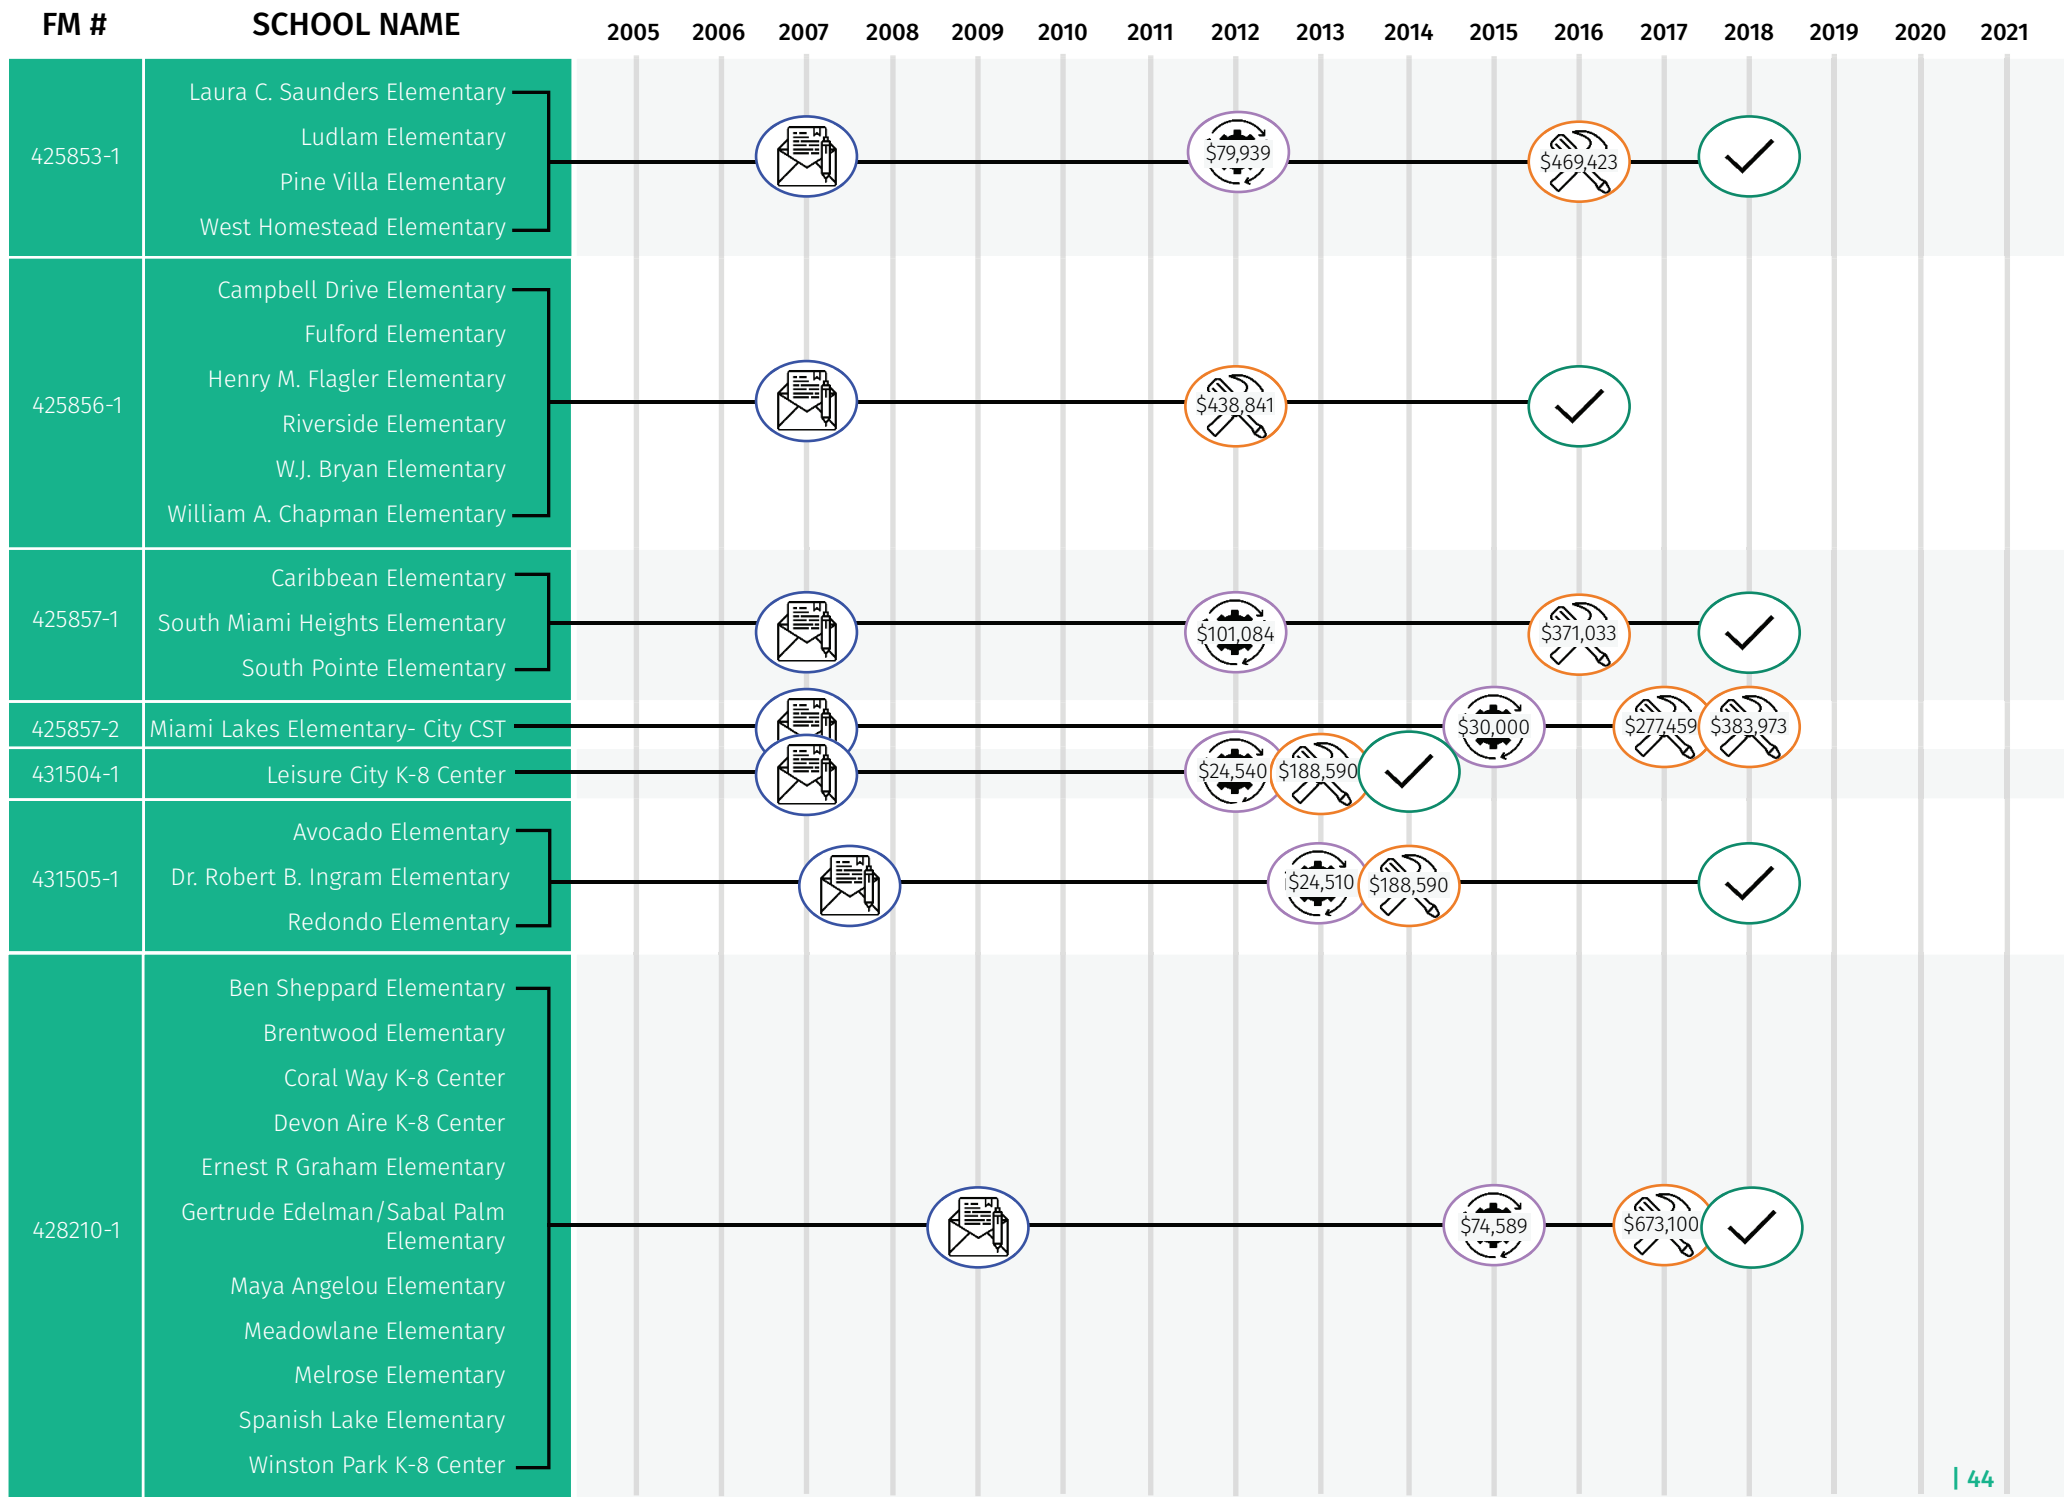 FM #
SCHOOL NAME
2005 2006 2007 2008 2009 2010 2011 2012 2013 2014 2015 2016 2017 2018 2019 2020 2021
425853-1
Laura C. Saunders Elementary
Ludlam Elementary
Pine Villa Elementary
West Homestead Elementary
$79,939
$469,423
425856-1
Campbell Drive Elementary
Fulford Elementary
Henry M. Flagler Elementary
Riverside Elementary
W.J. Bryan Elementary
William A. Chapman Elementary
$438,841
425857-1
Caribbean Elementary
South Miami Heights Elementary
South Pointe Elementary
$101,084
$371,033
425857-2
Miami Lakes Elementary- City CST
$30,000
$277,459
$383,973
431504-1
Leisure City K-8 Center
$24,540
$188,590
431505-1
Avocado Elementary
Dr. Robert B. Ingram Elementary
Redondo Elementary
$24,510
$188,590
428210-1
Ben Sheppard Elementary
Brentwood Elementary
Coral Way K-8 Center
Devon Aire K-8 Center
Ernest R Graham Elementary
Gertrude Edelman/Sabal Palm
Elementary
Maya Angelou Elementary
Meadowlane Elementary
Melrose Elementary
Spanish Lake Elementary
Winston Park K-8 Center
$74,589
$673,100
| 44